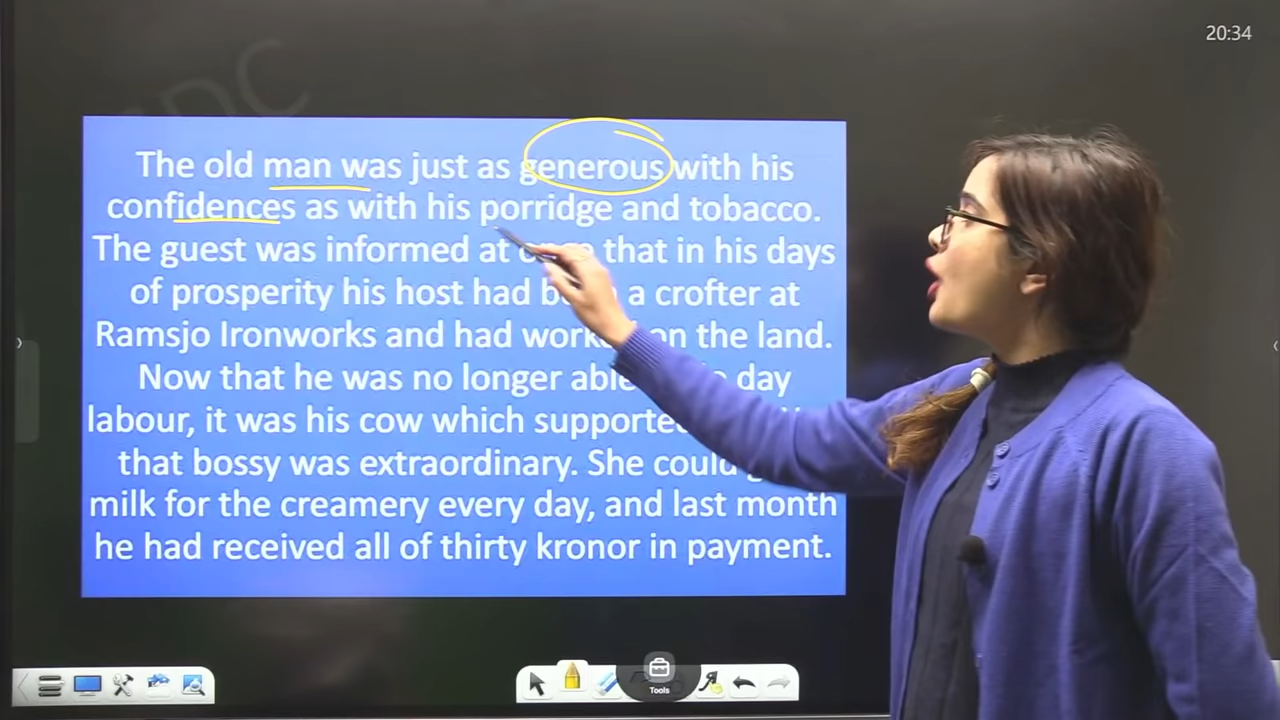 20:34
The old man was just as generous with his
confidences as with his porridge and tobacco.
The guest was informed at that in his days
of prosperity his host had a crofter at
Ramsjo Ironworks and had on the land.
Now that he was no longer able day
labour, it was his cow which
that bossy was extraordinary. She could
milk for the creamery every day, and last month
he had received all of thirty kronor in payment.
Tools